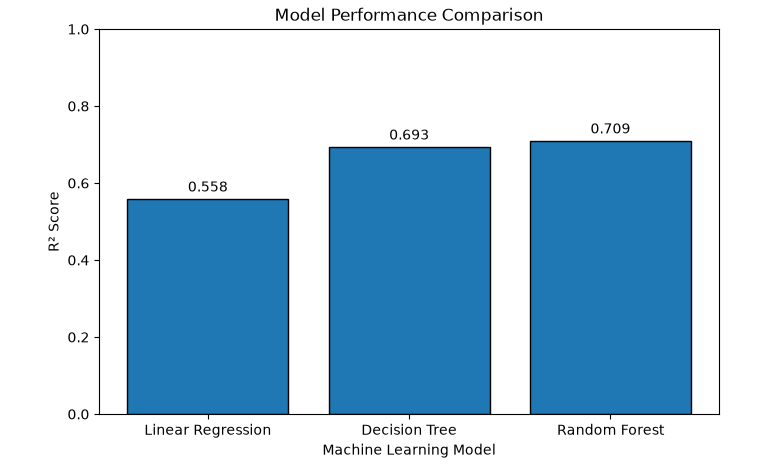 Model Performance Comparison
1.0
0.8
0.6
0.4
0.2
0.0
R² Score
0.558
0.693
0.709
Linear Regression
Decision Tree
Random Forest
Machine Learning Model